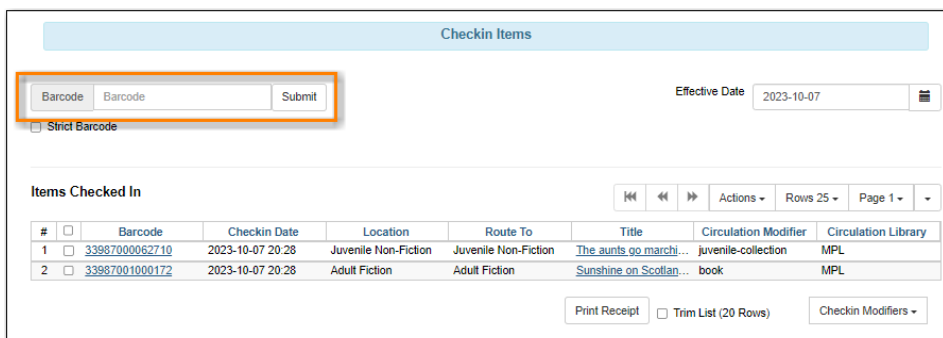 Checkin Items
Barcode Barcode Submit Effective Date 2023-10-07
Strict Barcode
Items Checked In Actions Rows 25 Page 1
# Barcode Checkin Date Location Route To Title Circulation Modifier Circulation Library
1 33987000062710 2023-10-07 20:28 Juvenile Non-Fiction Juvenile Non-Fiction The aunts go marchi... juvenile-collection MPL
2 33987001000172 2023-10-07 20:28 Adult Fiction Adult Fiction Sunshine on Scotlan... book MPL
Print Receipt Trim List (20 Rows) Checkin Modifiers